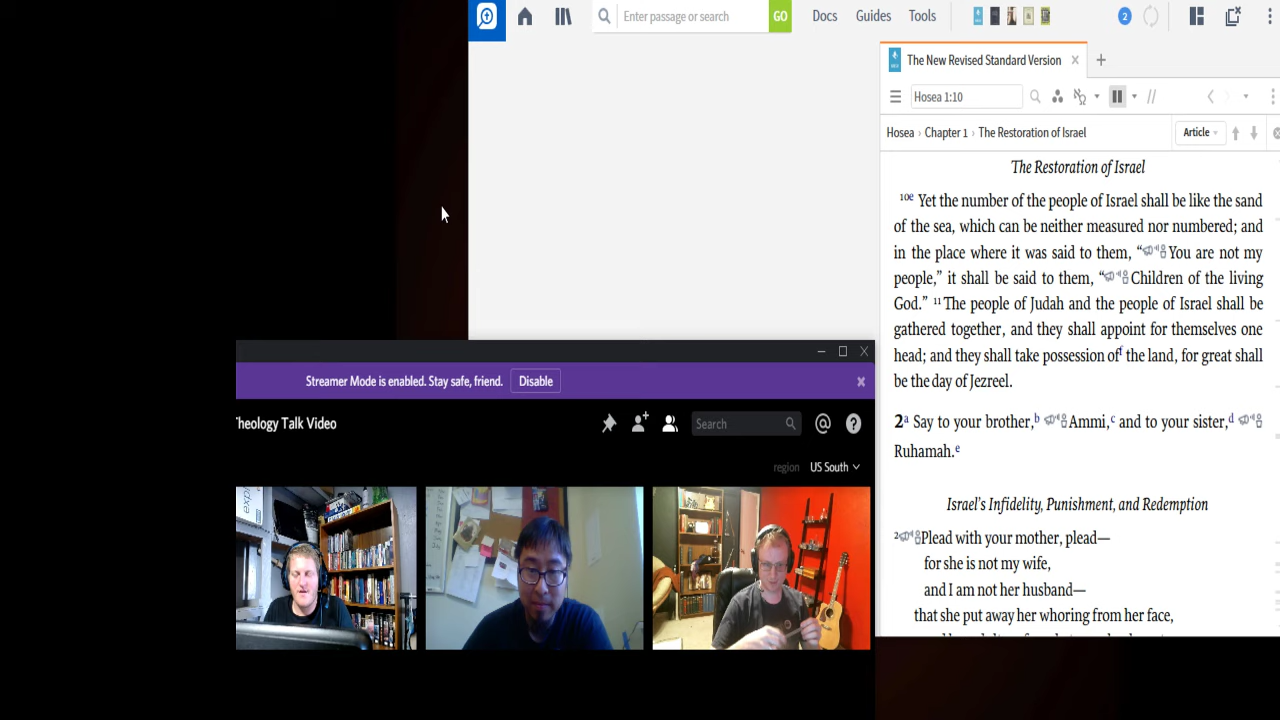 Enter passage or search GO Docs Guides Tools 2
The New Revised Standard Version
Hosea 1:10
Hosea › Chapter 1 › The Restoration of Israel Article
The Restoration of Israel
10e Yet the number of the people of Israel shall be like the sand
of the sea, which can be neither measured nor numbered; and
in the place where it was said to them, “You are not my
people,” it shall be said to them, “Children of the living
God.” 11 The people of Judah and the people of Israel shall be
gathered together, and they shall appoint for themselves one
head; and they shall take possession of f the land, for great shall
be the day of Jezreel.
2a Say to your brother,b Ammi,c and to your sister,d
Ruhamah.e
Israel’s Infidelity, Punishment, and Redemption
2 Plead with your mother, plead—
for she is not my wife,
and I am not her husband—
that she put away her whoring from her face,
Streamer Mode is enabled. Stay safe, friend. Disable
Theology Talk Video
Search
region US South